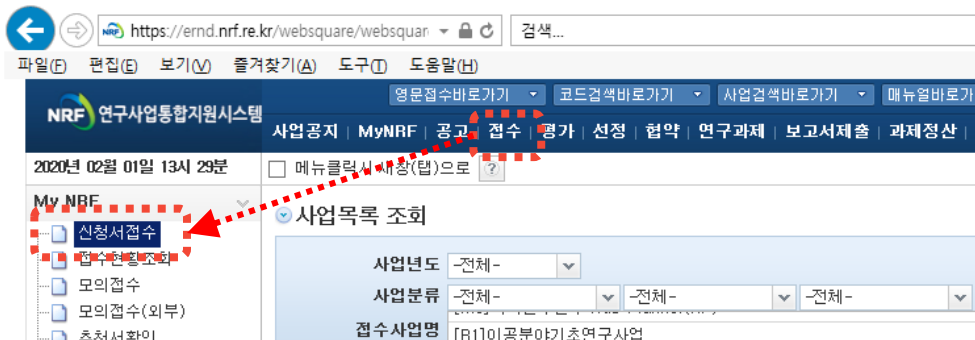 https://ernd.nrf.re.kr/websquare/websquar
검색...
파일(F) 편집(E) 보기(V) 즐겨찾기(A) 도구(T) 도움말(H)
영문접수바로가기 코드검색바로가기 사업검색바로가기 매뉴얼바로가
NRF 연구사업통합지원시스템
사업공지 | MyNRF | 공고 | 접수 | 평가 | 선정 | 협약 | 연구과제 | 보고서제출 | 과제정산 |
2020년 02월 01일 13시 29분
메뉴클릭시 새창(탭)으로 ?
My NRF
사업목록 조회
신청서접수
접수현황조회
모의접수
모의접수(외부)
추천서확인
사업년도 -전체-
사업분류 -전체- -전체- -전체-
접수사업명
[B1]이공분야기초연구사업